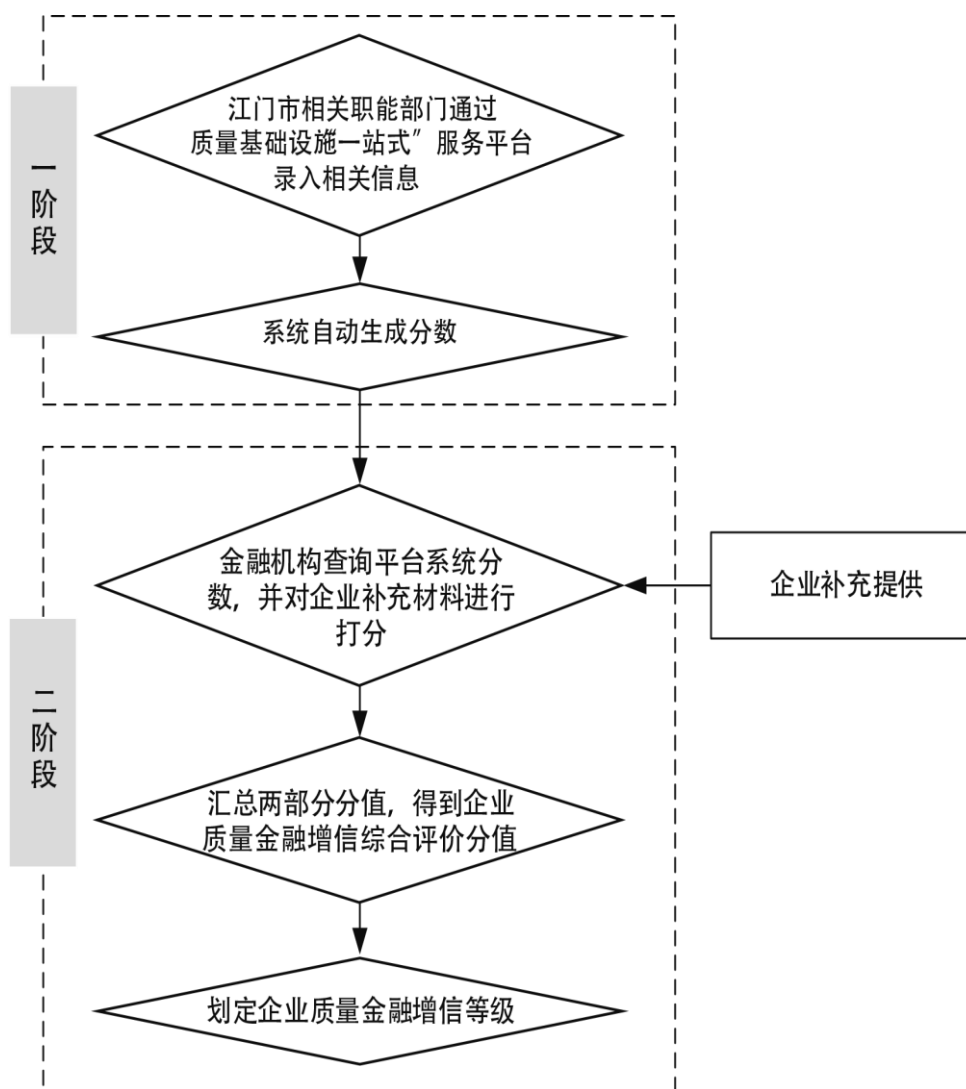 一阶段
江门市相关职能部门通过
质量基础设施“一站式”服务平台
录入相关信息
系统自动生成分数
二阶段
金融机构查询平台系统分
数，并对企业补充材料进行
打分
企业补充提供
汇总两部分分值，得到企业
质量金融增信综合评价分值
划定企业质量金融增信等级